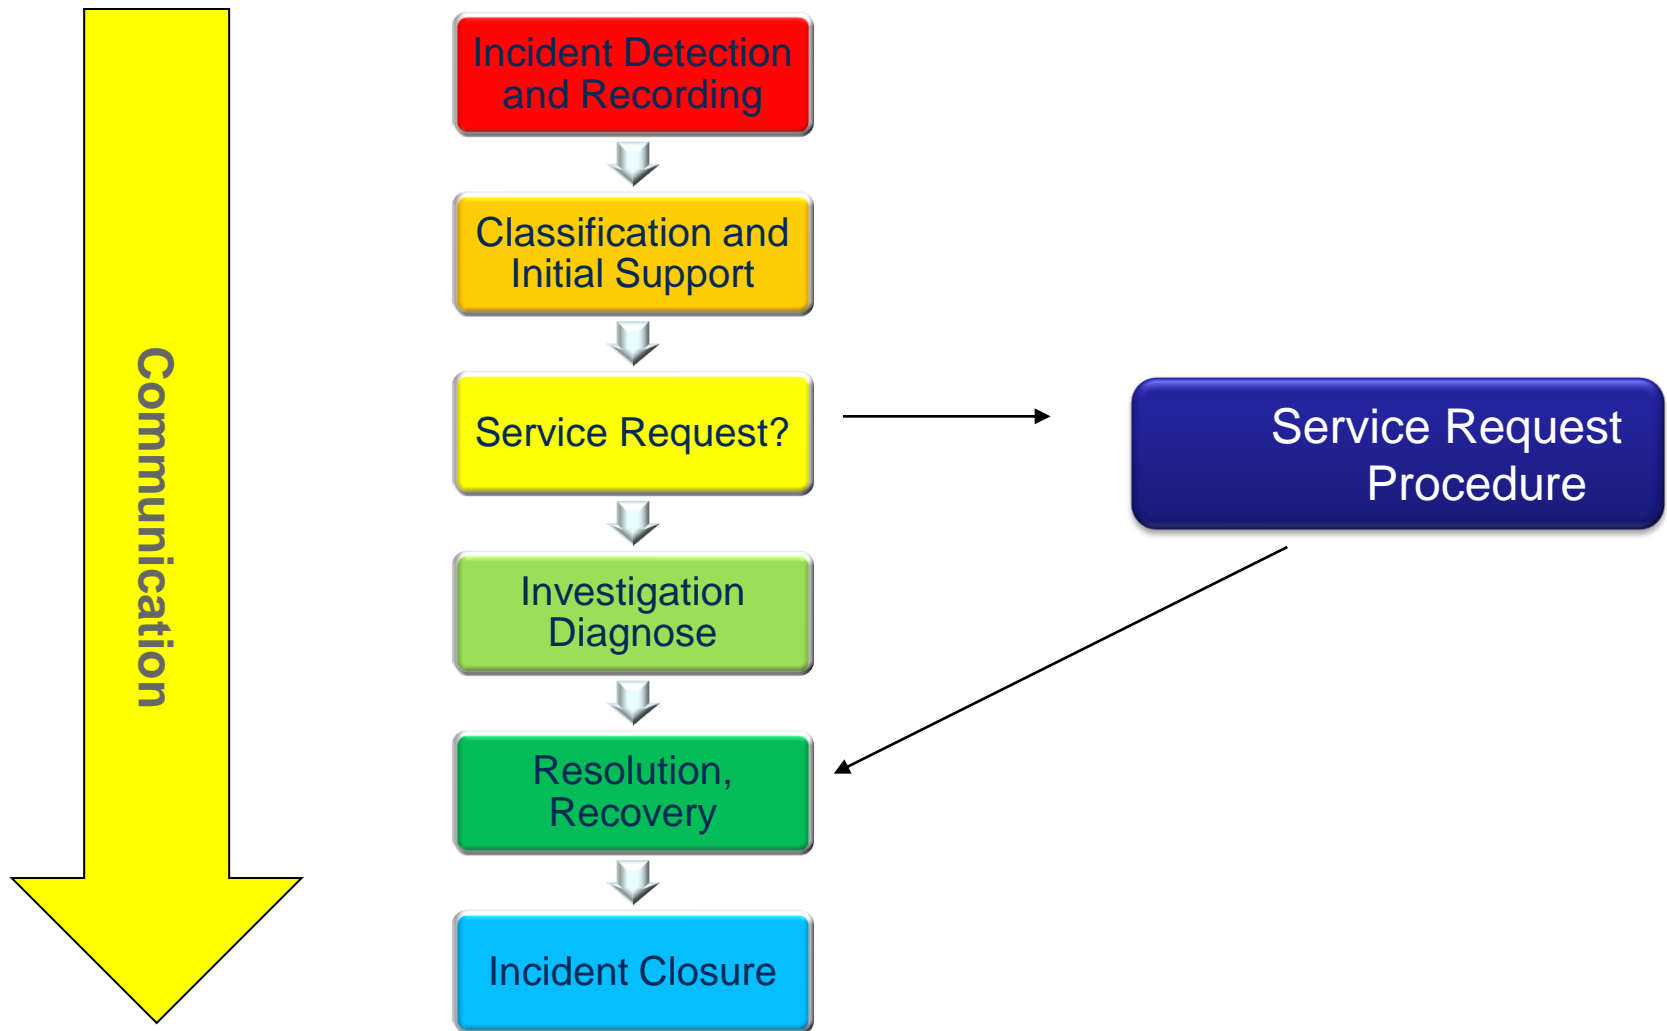 Communication
Incident Detection
and Recording
Classification and
Initial Support
Service Request?
Service Request
Procedure
Investigation
Diagnose
Resolution,
Recovery
Incident Closure